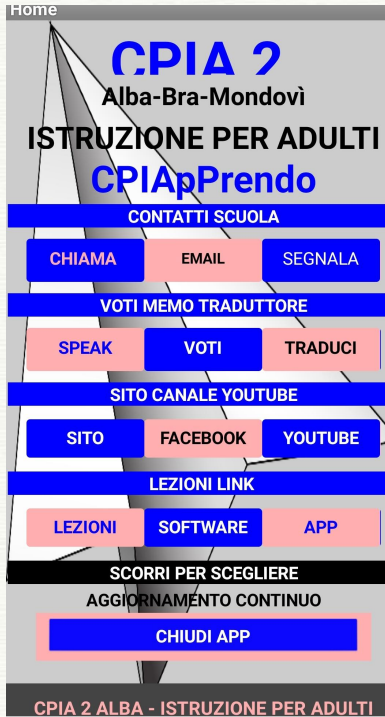 Home
CPIA 2
Alba-Bra-Mondovì
ISTRUZIONE PER ADULTI
CPIApPrendo
CONTATTI SCUOLA
CHIAMA EMAIL SEGNALA
VOTI MEMO TRADUTTORE
SPEAK VOTI TRADUCI
SITO CANALE YOUTUBE
SITO FACEBOOK YOUTUBE
LEZIONI LINK
LEZIONI SOFTWARE APP
SCORRI PER SCEGLIERE
AGGIORNAMENTO CONTINUO
CHIUDI APP
CPIA 2 ALBA - ISTRUZIONE PER ADULTI